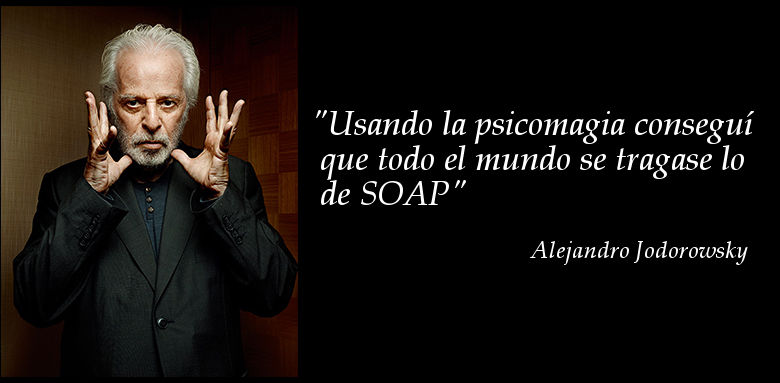 "Usando la psicomagia conseguí
que todo el mundo se tragase lo
de SOAP"
Alejandro Jodorowsky